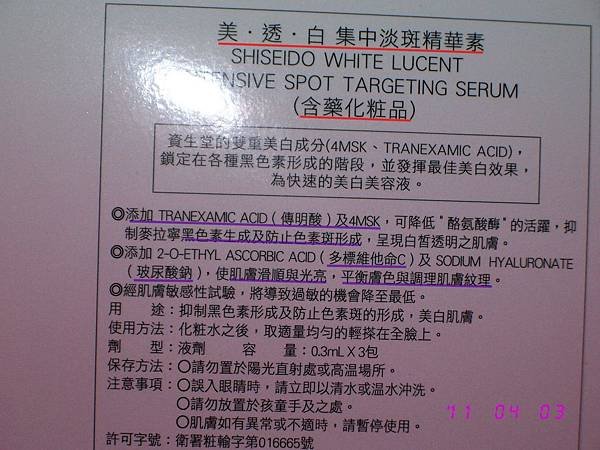 美・透・白 集中淡斑精華素
SHISEIDO WHITE LUCENT
TENSIVE SPOT TARGETING SERUM
(含藥化粧品)
資生堂的雙重美白成分(4MSK、TRANEXAMIC ACID),
鎖定在各種黑色素形成的階段,並發揮最佳美白效果,
為快速的美白美容液。
◎添加 TRANEXAMIC ACID(傳明酸)及4MSK,可降低"酪氨酸酶"的活躍,抑
制麥拉寧黑色素生成及防止色素斑形成,呈現白皙透明之肌膚。
◎添加 2-O-ETHYL ASCORBIC ACID(多標維他命C)及 SODIUM HYALURONATE
(玻尿酸鈉),使肌膚滑順與光亮,平衡膚色與調理肌膚紋理。
◎經肌膚敏感性試驗,將導致過敏的機會降至最低。
用 途:抑制黑色素形成及防止色素斑的形成,美白肌膚。
使用方法:化粧水之後,取適量均勻的輕搽在全臉上。
劑 型:液劑 容 量:0.3mL X 3包
保存方法:○請勿置於陽光直射處或高溫場所。
注意事項:○誤入眼睛時,請立即以清水或温水沖洗。
○請勿放置於孩童手及之處。
○肌膚如有異常或不適時,請暫停使用。
許可字號:衛署粧輸字第016665號
'11 04 03